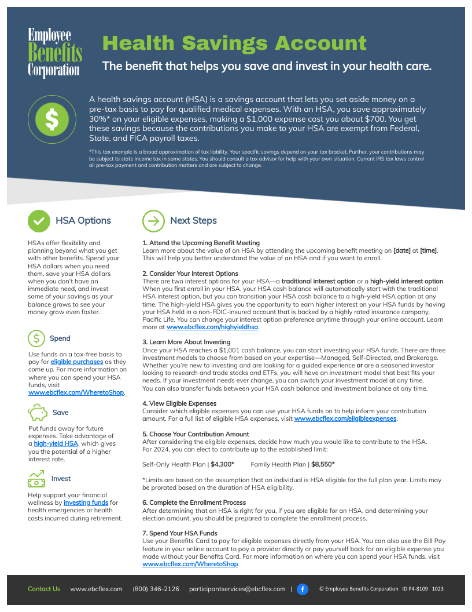 Employee
Benefits
Corporation
Health Savings Account
The benefit that helps you save and invest in your health care.
A health savings account (HSA) is a savings account that lets you set aside money on a
pre-tax basis to pay for qualified medical expenses. With an HSA, you save approximately
30%* on your eligible expenses, making a $1,000 expense cost you about $700. You get
these savings because the contributions you make to your HSA are exempt from Federal,
State, and FICA payroll taxes.
*This tax example is a broad approximation of tax liability. Your specific savings depend on your tax bracket. Further, your contributions may
be subject to state income tax in some states. You should consult a tax advisor for help with your own situation. Current IRS tax laws control
all pre-tax payment and contribution matters and are subject to change.
HSA Options
HSAs offer flexibility and
planning beyond what you get
with other benefits. Spend your
HSA dollars when you need
them, save your HSA dollars
when you don't have an
immediate need, and invest
some of your savings as your
balance grows to see your
money grow even faster.
Spend
Use funds on a tax-free basis to
pay for eligible purchases as they
come up. For more information on
where you can spend your HSA
funds, visit
www.ebcflex.com/WheretoShop.
Save
Put funds away for future
expenses. Take advantage of
a high-yield HSA, which gives
you the potential of a higher
interest rate.
Invest
Help support your financial
wellness by investing funds for
health emergencies or health
costs incurred during retirement.
Next Steps
1. Attend the Upcoming Benefit Meeting
Learn more about the value of an HSA by attending the upcoming benefit meeting on [date] at [time].
This will help you better understand the value of an HSA and if you want to enroll.
2. Consider Your Interest Options
There are two interest options for your HSA—a traditional interest option or a high-yield interest option.
When you first enroll in your HSA, your HSA cash balance will automatically start with the traditional
HSA interest option, but you can transition your HSA cash balance to a high-yield HSA option at any
time. The high-yield HSA gives you the opportunity to earn higher interest on your HSA funds by having
your HSA held in a non-FDIC-insured account that is backed by a highly rated insurance company,
Pacific Life. You can change your interest option preference anytime through your online account. Learn
more at www.ebcflex.com/highyieldhsa.
3. Learn More About Investing
Once your HSA reaches a $1,001 cash balance, you can start investing your HSA funds. There are three
investment models to choose from based on your expertise—Managed, Self-Directed, and Brokerage.
Whether you're new to investing and are looking for a guided experience or are a seasoned investor
looking to research and trade stocks and ETFs, you will have an investment model that best fits your
needs. If your investment needs ever change, you can switch your investment model at any time.
You can also transfer funds between your HSA cash balance and investment balance at any time.
4. View Eligible Expenses
Consider which eligible expenses you can use your HSA funds on to help inform your contribution
amount. For a full list of eligible HSA expenses, visit www.ebcflex.com/eligibleexpenses.
5. Choose Your Contribution Amount
After considering the eligible expenses, decide how much you would like to contribute to the HSA.
For 2024, you can elect to contribute up to the established limit:
Self-Only Health Plan | $4,300* Family Health Plan | $8,550*
*Limits are based on the assumption that an individual is HSA eligible for the full plan year. Limits may
be prorated based on the duration of HSA eligibility.
6. Complete the Enrollment Process
After determining that an HSA is right for you, if you are eligible for an HSA, and determining your
election amount, you should be prepared to complete the enrollment process.
7. Spend Your HSA Funds
Use your Benefits Card to pay for eligible expenses directly from your HSA. You can also use the Bill Pay
feature in your online account to pay a provider directly or pay yourself back for an eligible expense you
made without your Benefits Card. For more information on where you can spend your HSA funds, visit
www.ebcflex.com/WheretoShop.
Contact Us www.ebcflex.com (800) 346-2126 participantservices@ebcflex.com | f © Employee Benefits Corporation ID P4-8109 1023